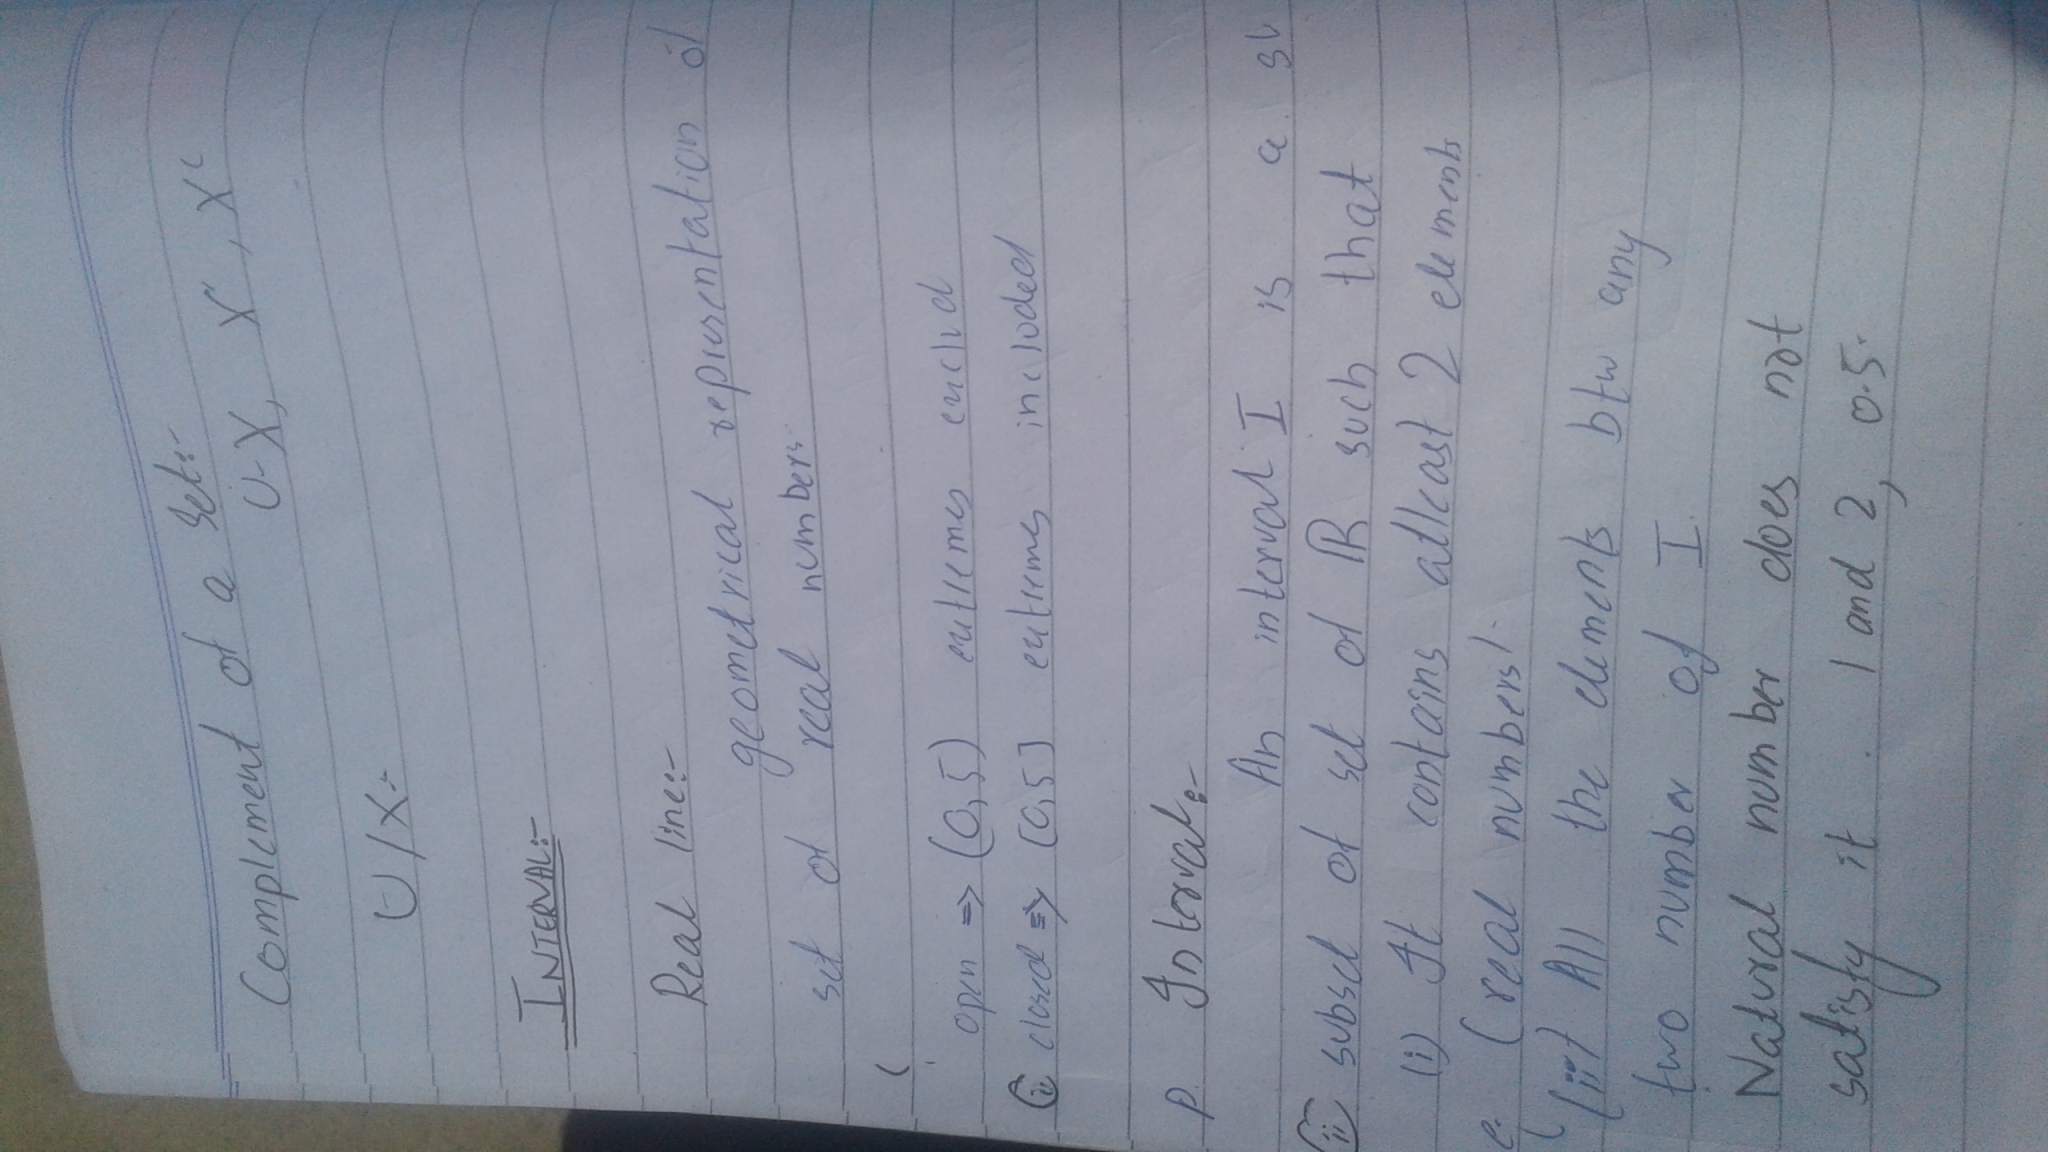 Complement of a Set:-
U-X, X', Xᶜ
U/X:-
INTERVAL:-
Real line:-
geometrical representation of
set of real numbers.
(
open => (0,5) extremes exclud
(ii) closed => [0,5] extremes included
p. Interval:-
An interval I is a su
(ii) subset of set of ℝ such that
(i) It contains atleast 2 elements
e. (real numbers).
(ii) All the elements btw any
two number of I.
Natural number does not
satisfy it . 1 and 2, 0.5.